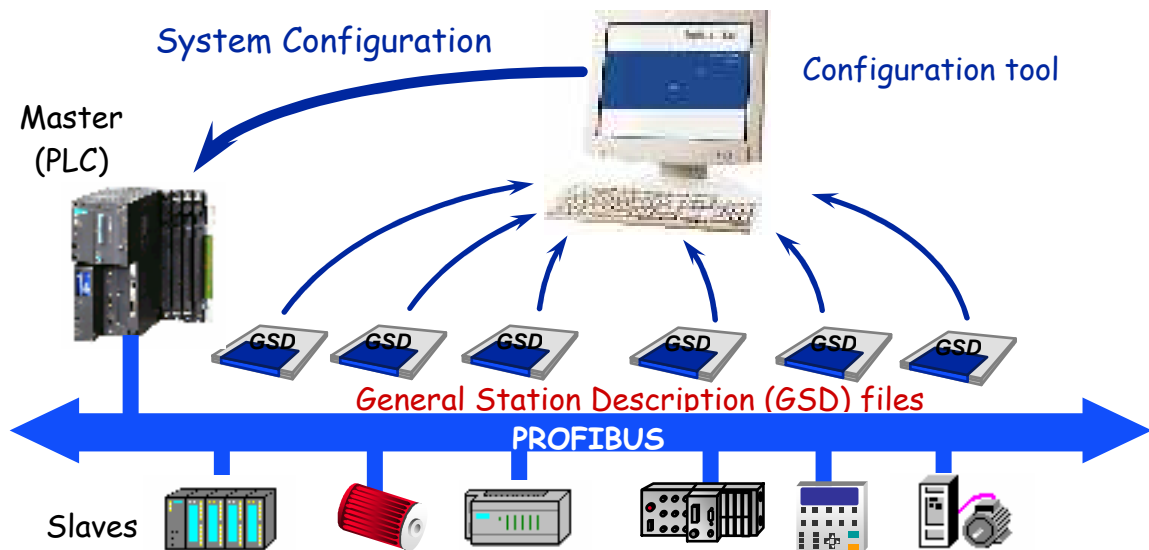 System Configuration
Configuration tool
Master
(PLC)
GSD
GSD
GSD
GSD
GSD
GSD
General Station Description (GSD) files
PROFIBUS
Slaves